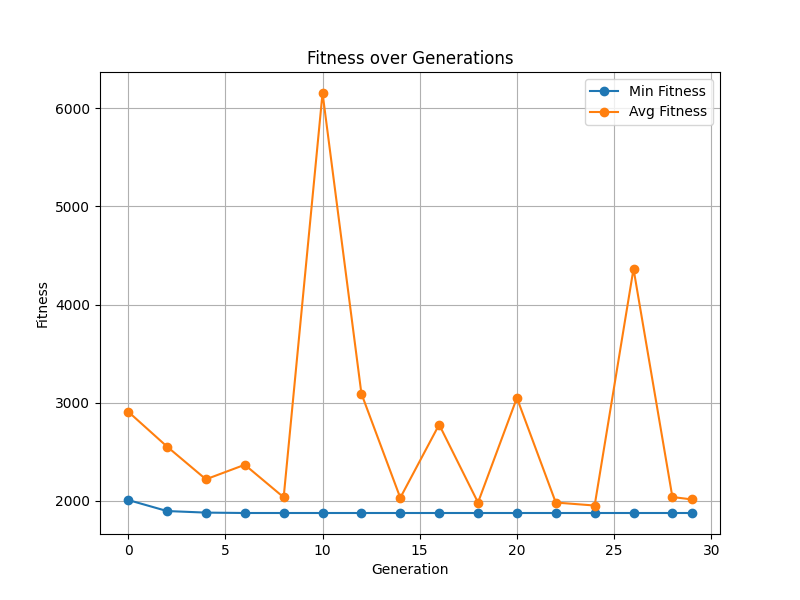 Fitness over Generations
Min Fitness
Avg Fitness
6000
5000
4000
3000
2000
Fitness
0 5 10 15 20 25 30
Generation